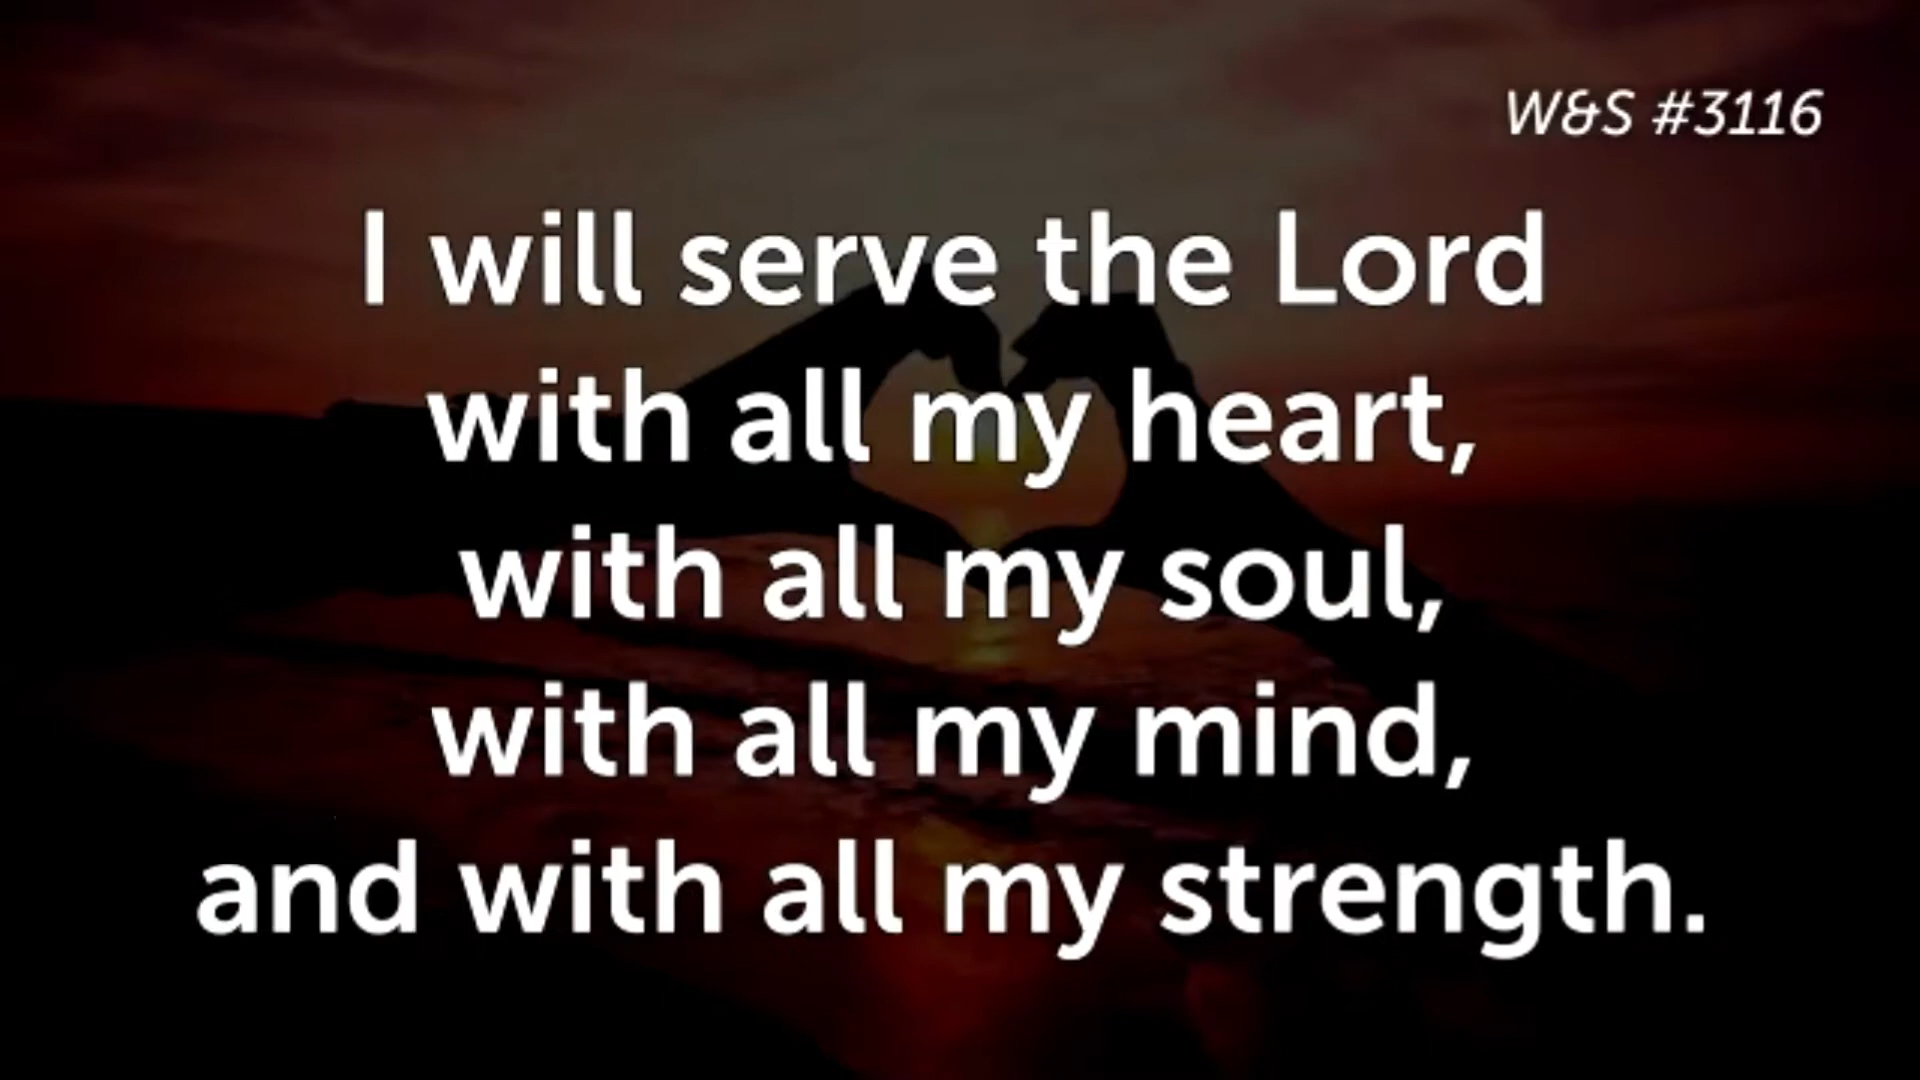 W&S #3116
I will serve the Lord
with all my heart,
with all my soul,
with all my mind,
and with all my strength.